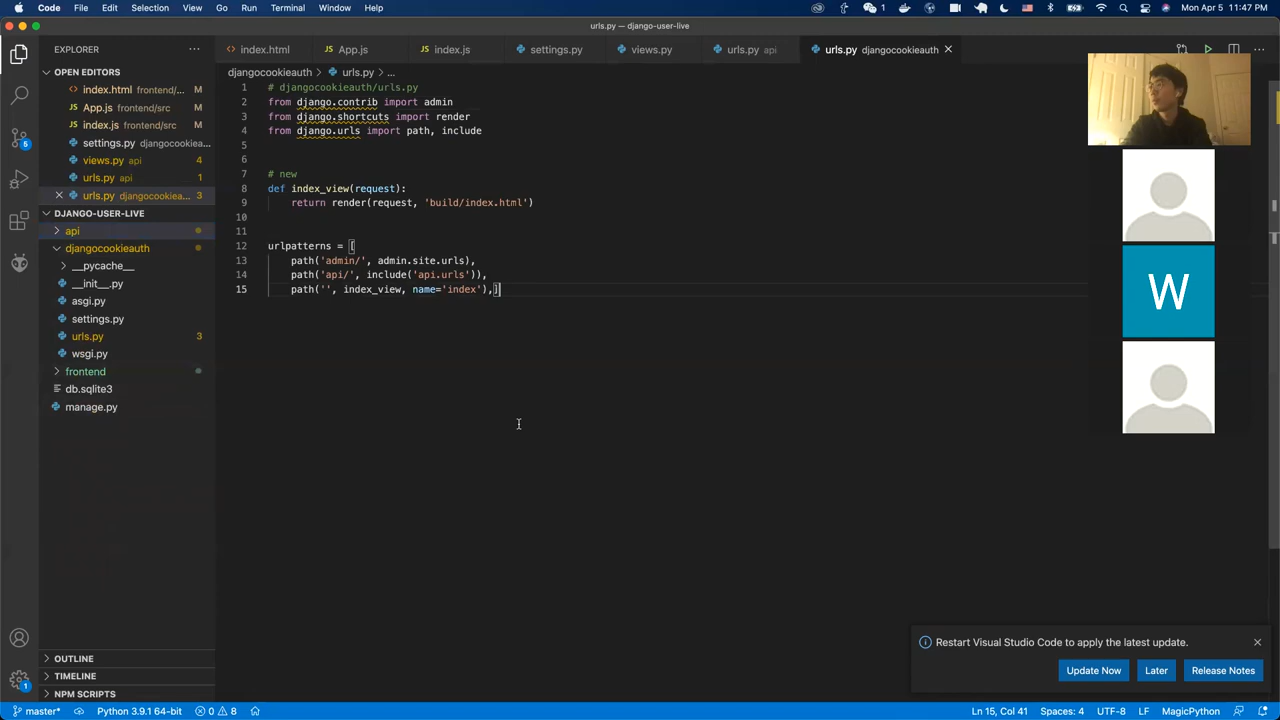 Code File Edit Selection View Go Run Terminal Window Help 1 Mon Apr 5 11:47 PM
urls.py — django-user-live
EXPLORER
index.html App.js index.js settings.py views.py urls.py api urls.py djangocookieauth
OPEN EDITORS
index.html frontend/... M
App.js frontend/src M
index.js frontend/src M
settings.py djangocookiea...
views.py api 4
urls.py api 1
urls.py djangocookiea... 3
DJANGO-USER-LIVE
api
djangocookieauth
__pycache__
__init__.py
asgi.py
settings.py
urls.py 3
wsgi.py
frontend
db.sqlite3
manage.py
OUTLINE
TIMELINE
NPM SCRIPTS
5
1
djangocookieauth > urls.py > ...
1 # djangocookieauth/urls.py
2 from django.contrib import admin
3 from django.shortcuts import render
4 from django.urls import path, include
5
6
7 # new
8 def index_view(request):
9 return render(request, 'build/index.html')
10
11
12 urlpatterns = [
13 path('admin/', admin.site.urls),
14 path('api/', include('api.urls')),
15 path('', index_view, name='index'),]
W
Restart Visual Studio Code to apply the latest update.
Update Now Later Release Notes
master* Python 3.9.1 64-bit 0 8 Ln 15, Col 41 Spaces: 4 UTF-8 LF MagicPython